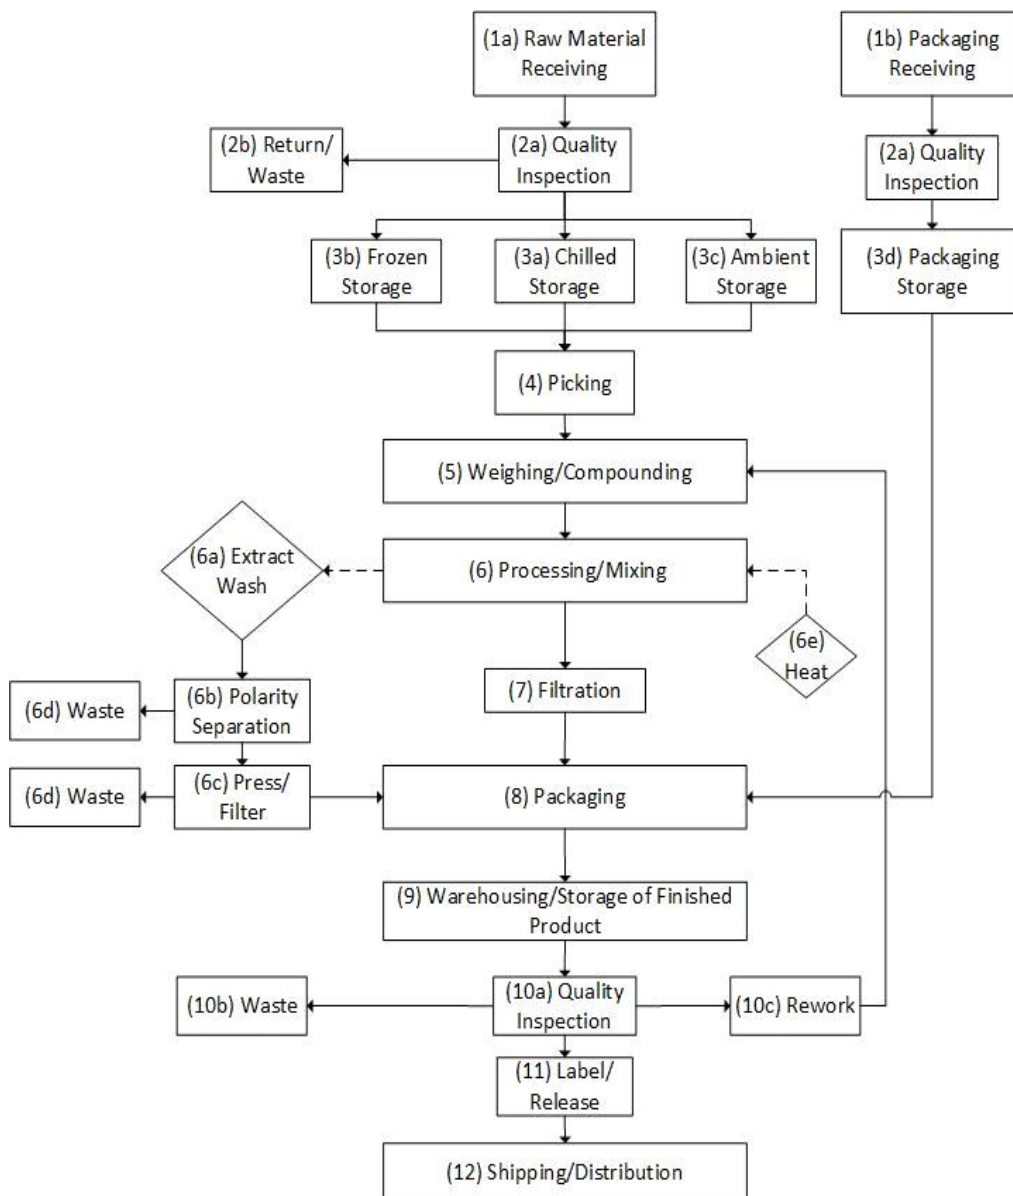 (1a) Raw Material
Receiving
(1b) Packaging
Receiving
(2b) Return/
Waste
(2a) Quality
Inspection
(2a) Quality
Inspection
(3b) Frozen
Storage
(3a) Chilled
Storage
(3c) Ambient
Storage
(3d) Packaging
Storage
(4) Picking
(5) Weighing/Compounding
(6a) Extract
Wash
(6) Processing/Mixing
(6e)
Heat
(7) Filtration
(6d) Waste
(6b) Polarity
Separation
(6d) Waste
(6c) Press/
Filter
(8) Packaging
(9) Warehousing/Storage of Finished
Product
(10b) Waste
(10a) Quality
Inspection
(10c) Rework
(11) Label/
Release
(12) Shipping/Distribution